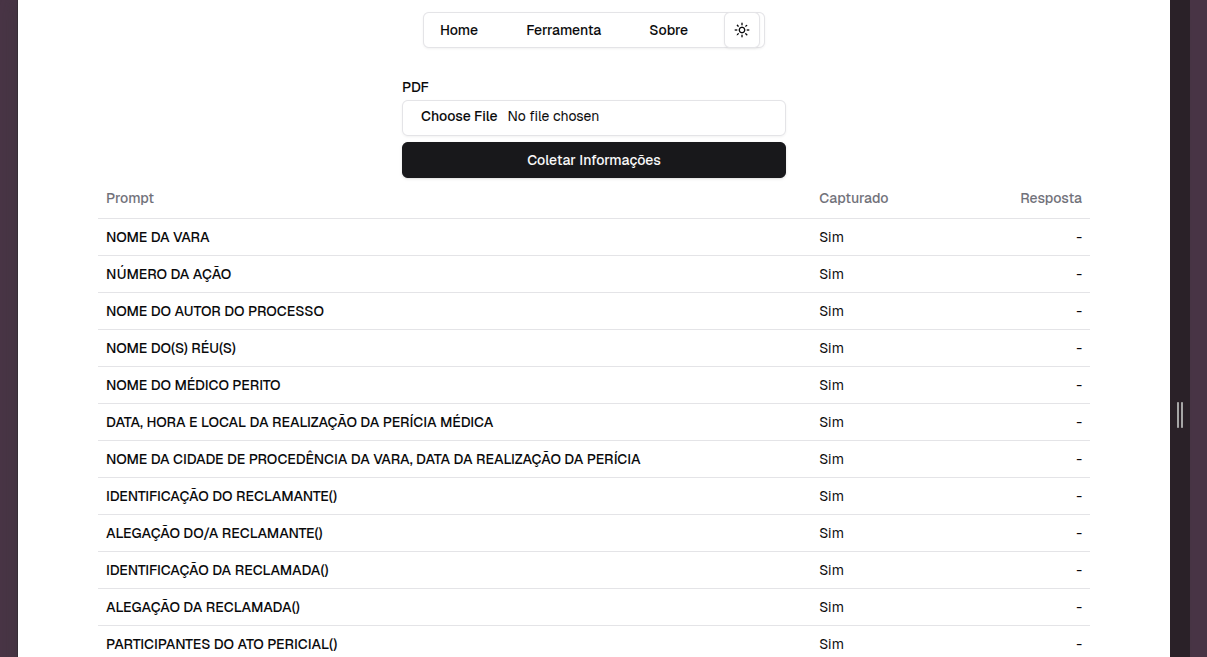 Home Ferramenta Sobre
PDF
Choose File No file chosen
Coletar Informações
Prompt Capturado Resposta
NOME DA VARA Sim -
NÚMERO DA AÇÃO Sim -
NOME DO AUTOR DO PROCESSO Sim -
NOME DO(S) RÉU(S) Sim -
NOME DO MÉDICO PERITO Sim -
DATA, HORA E LOCAL DA REALIZAÇÃO DA PERÍCIA MÉDICA Sim -
NOME DA CIDADE DE PROCEDÊNCIA DA VARA, DATA DA REALIZAÇÃO DA PERÍCIA Sim -
IDENTIFICAÇÃO DO RECLAMANTE() Sim -
ALEGAÇÃO DO/A RECLAMANTE() Sim -
IDENTIFICAÇÃO DA RECLAMADA() Sim -
ALEGAÇÃO DA RECLAMADA() Sim -
PARTICIPANTES DO ATO PERICIAL() Sim -